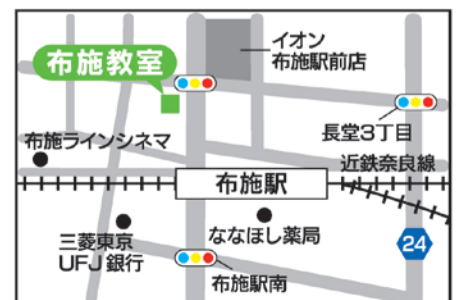 イオン
布施駅前店
布施教室
長堂3丁目
布施ラインシネマ
近鉄奈良線
布施駅
三菱東京
UFJ銀行
ななほし薬局
24
布施駅南